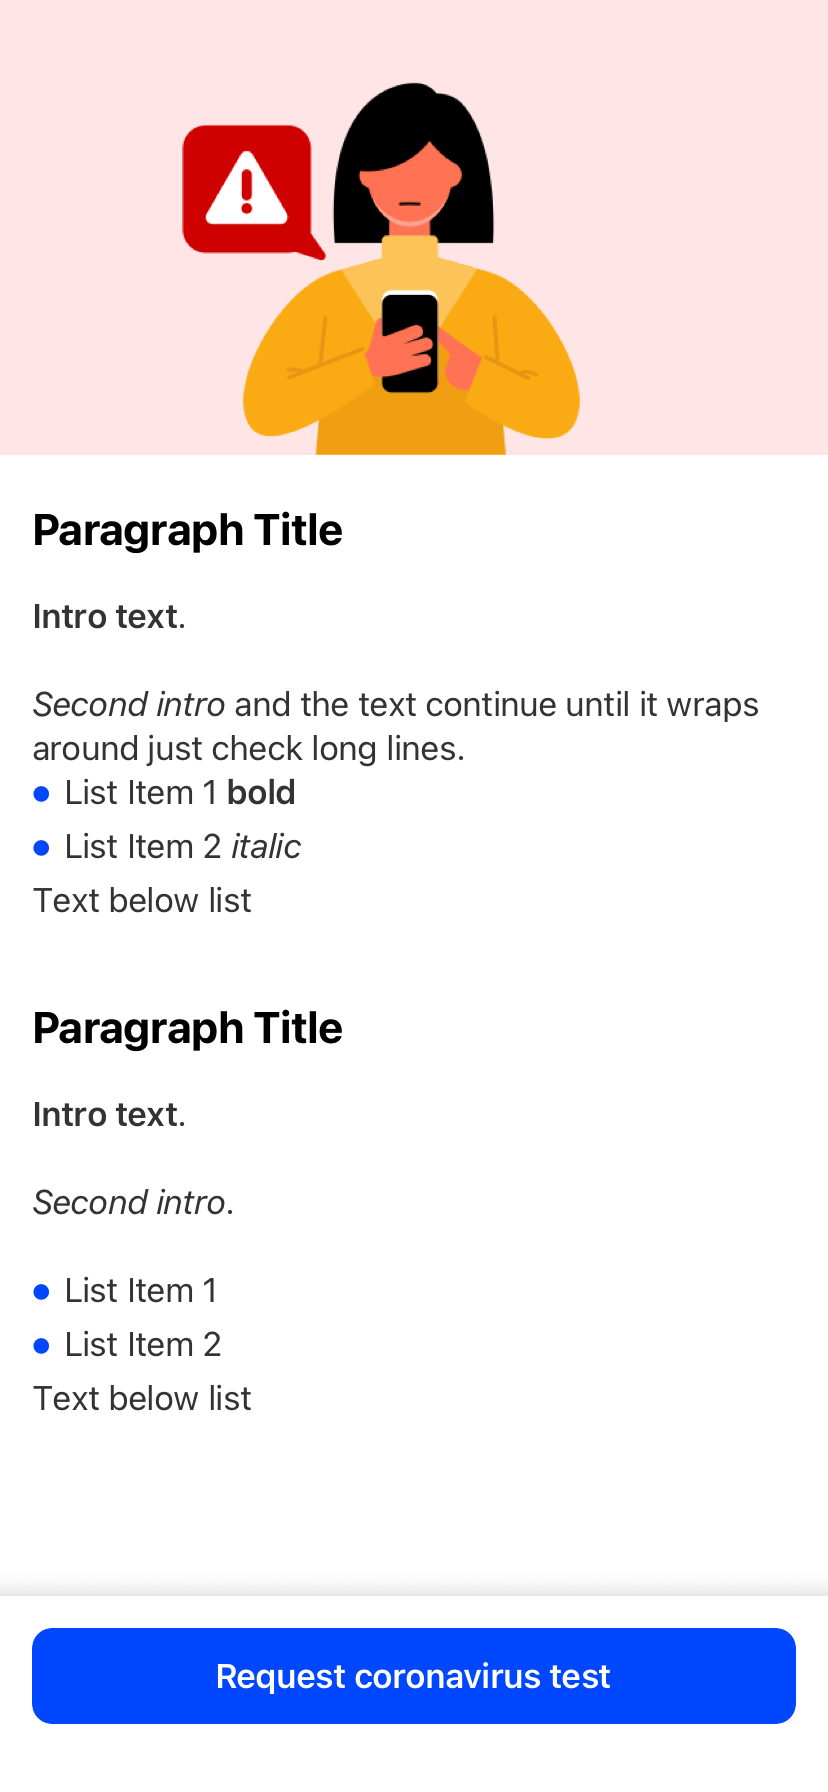 Paragraph Title
Intro text.
Second intro and the text continue until it wraps
around just check long lines.
List Item 1 bold
List Item 2 italic
Text below list
Paragraph Title
Intro text.
Second intro.
List Item 1
List Item 2
Text below list
Request coronavirus test